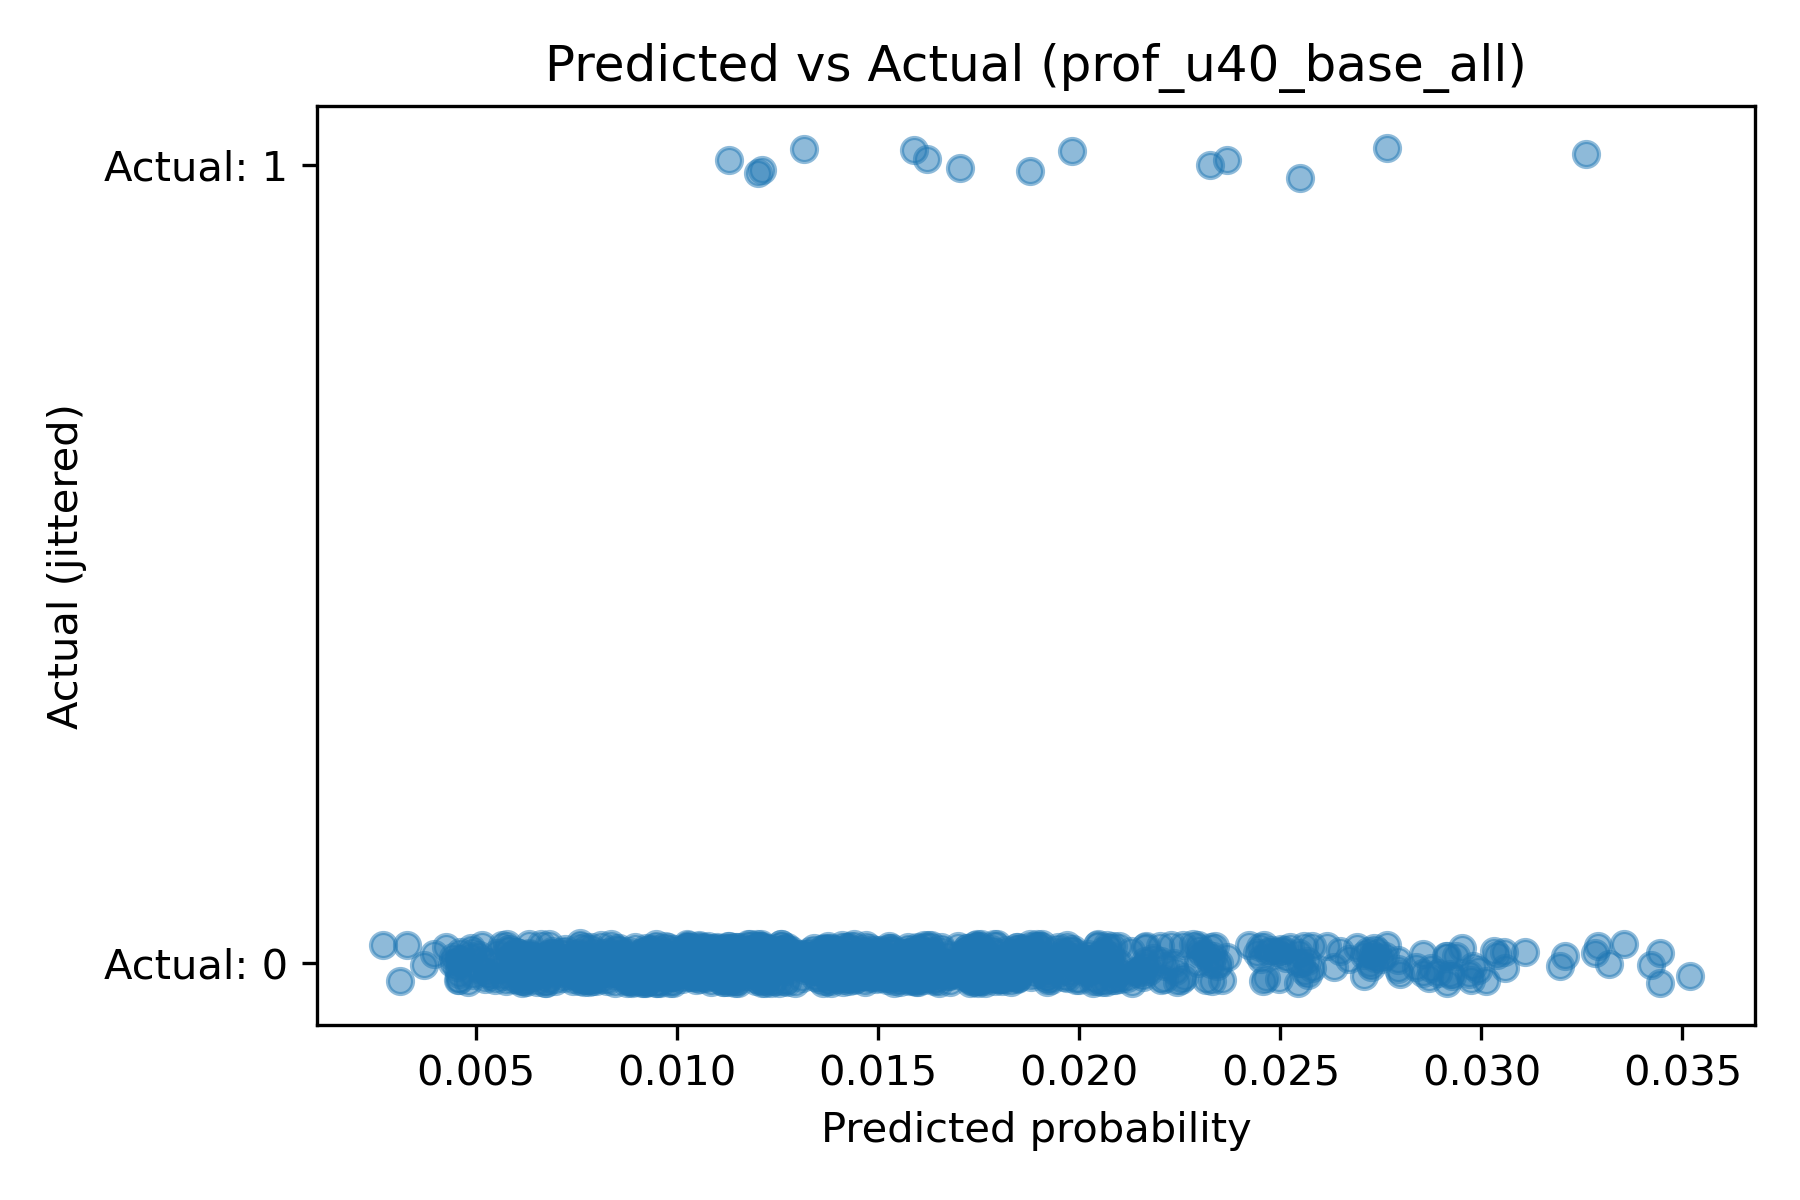 Predicted vs Actual (prof_u40_base_all)
Actual: 1
Actual (jittered)
Actual: 0
0.005 0.010 0.015 0.020 0.025 0.030 0.035
Predicted probability